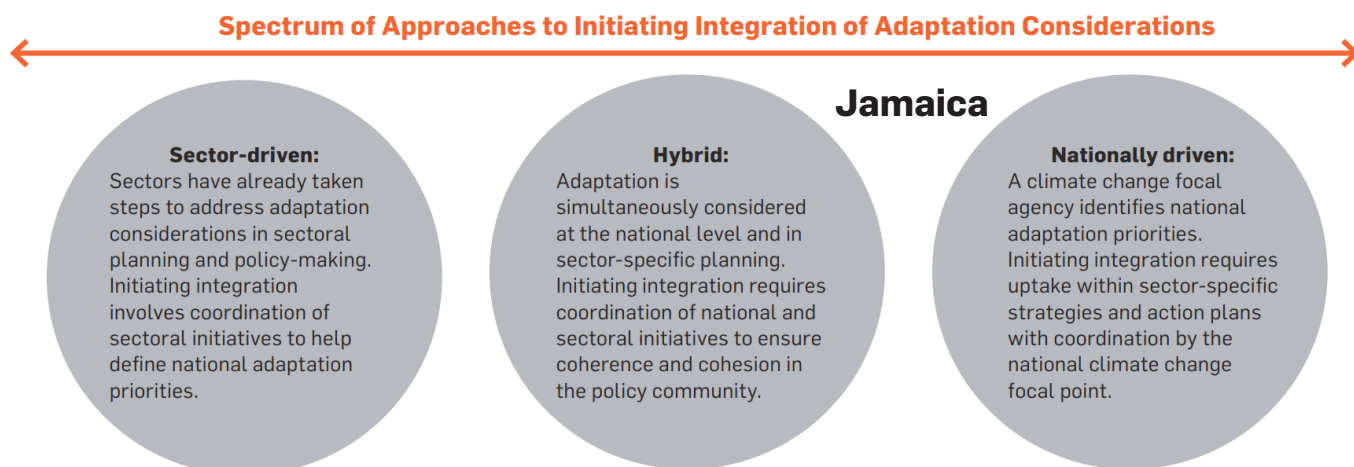 Spectrum of Approaches to Initiating Integration of Adaptation Considerations
Jamaica
Sector-driven:
Sectors have already taken
steps to address adaptation
considerations in sectoral
planning and policy-making.
Initiating integration
involves coordination of
sectoral initiatives to help
define national adaptation
priorities.
Hybrid:
Adaptation is
simultaneously considered
at the national level and in
sector-specific planning.
Initiating integration requires
coordination of national and
sectoral initiatives to ensure
coherence and cohesion in
the policy community.
Nationally driven:
A climate change focal
agency identifies national
adaptation priorities.
Initiating integration requires
uptake within sector-specific
strategies and action plans
with coordination by the
national climate change
focal point.